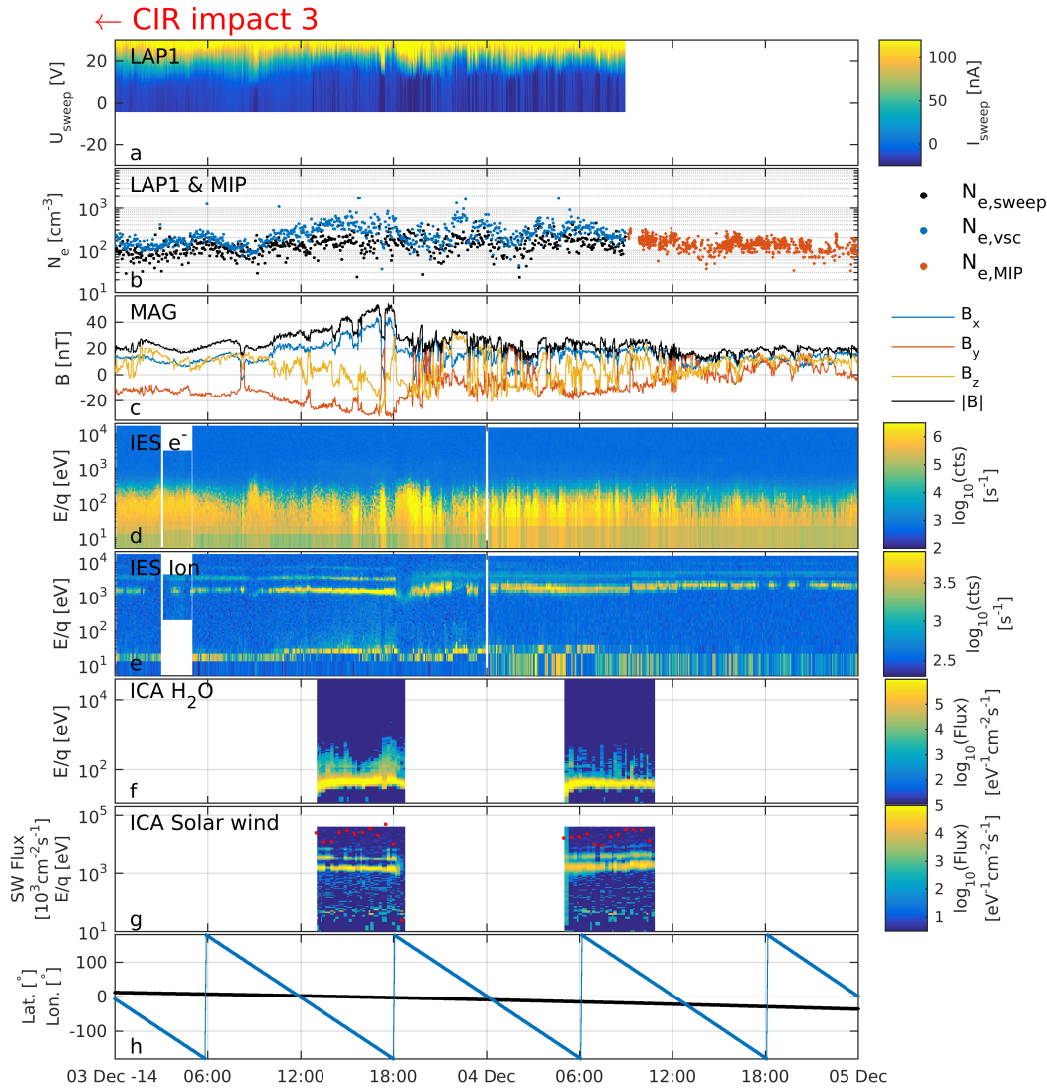 ← CIR impact 3
LAP1
20
0
-20
U_sweep [V]
a
100
50
0
I_sweep [nA]
LAP1 & MIP
10^3
10^2
10^1
N_e [cm^-3]
b
N_e,sweep
N_e,vsc
N_e,MIP
MAG
40
20
0
-20
B [nT]
c
B_x
B_y
B_z
|B|
IES e^-
10^4
10^3
10^2
10^1
E/q [eV]
d
6
5
4
3
2
log_10(cts)
[s^-1]
IES Ion
10^4
10^3
10^2
10^1
E/q [eV]
e
3.5
3
2.5
log_10(cts)
[s^-1]
ICA H_2O
10^4
10^2
E/q [eV]
f
5
4
3
2
log_10(Flux)
[eV^-1cm^-2s^-1]
ICA Solar wind
10^5
10^3
10^1
SW Flux
[10^3cm^-2s^-1]
E/q [eV]
g
5
4
3
2
1
log_10(Flux)
[eV^-1cm^-2s^-1]
100
0
-100
Lat. [°]
Lon. [°]
h
03 Dec -14 06:00 12:00 18:00 04 Dec 06:00 12:00 18:00 05 Dec